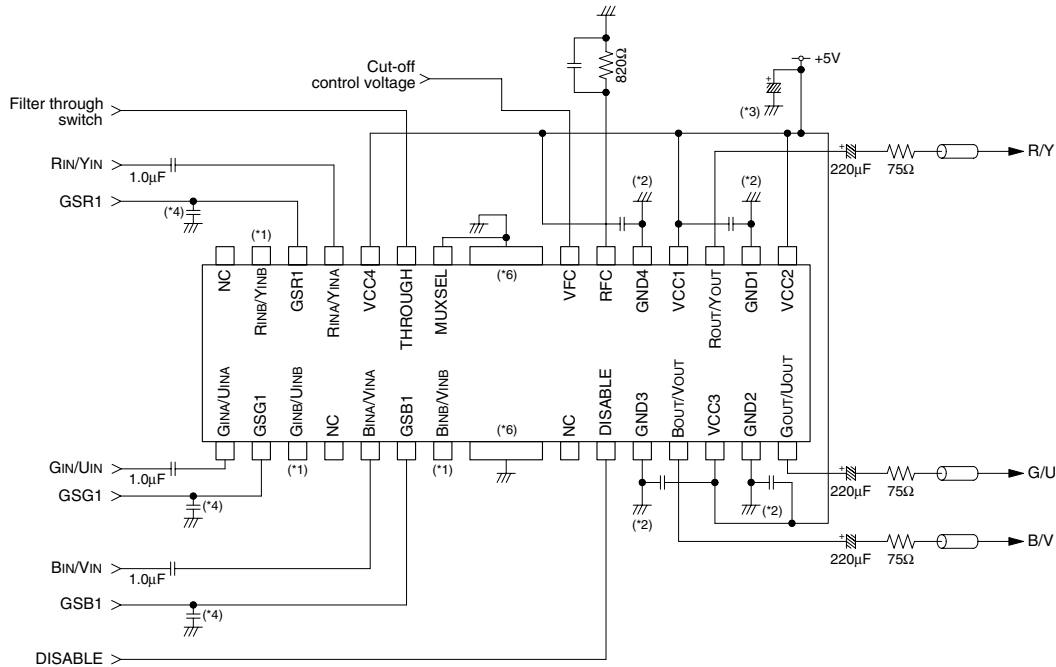 820Ω
Cut-off
control voltage
+5V
(*3)
Filter through
switch
RIN/YIN
1.0µF
GSR1
(*4)
(*1)
(*2)
(*2)
220µF
75Ω
R/Y
NC
RINB/YINB
GSR1
RINA/YINA
VCC4
THROUGH
MUXSEL
(*6)
VFC
RFC
GND4
VCC1
ROUT/YOUT
GND1
VCC2
GINA/UINA
GSG1
GINB/UINB
NC
BINA/VINA
GSB1
BINB/VINB
(*6)
NC
DISABLE
GND3
BOUT/VOUT
VCC3
GND2
GOUT/UOUT
GIN/UIN
1.0µF
(*1)
(*1)
GSG1
(*4)
(*2)
(*2)
220µF
75Ω
G/U
BIN/VIN
1.0µF
220µF
75Ω
B/V
GSB1
(*4)
DISABLE